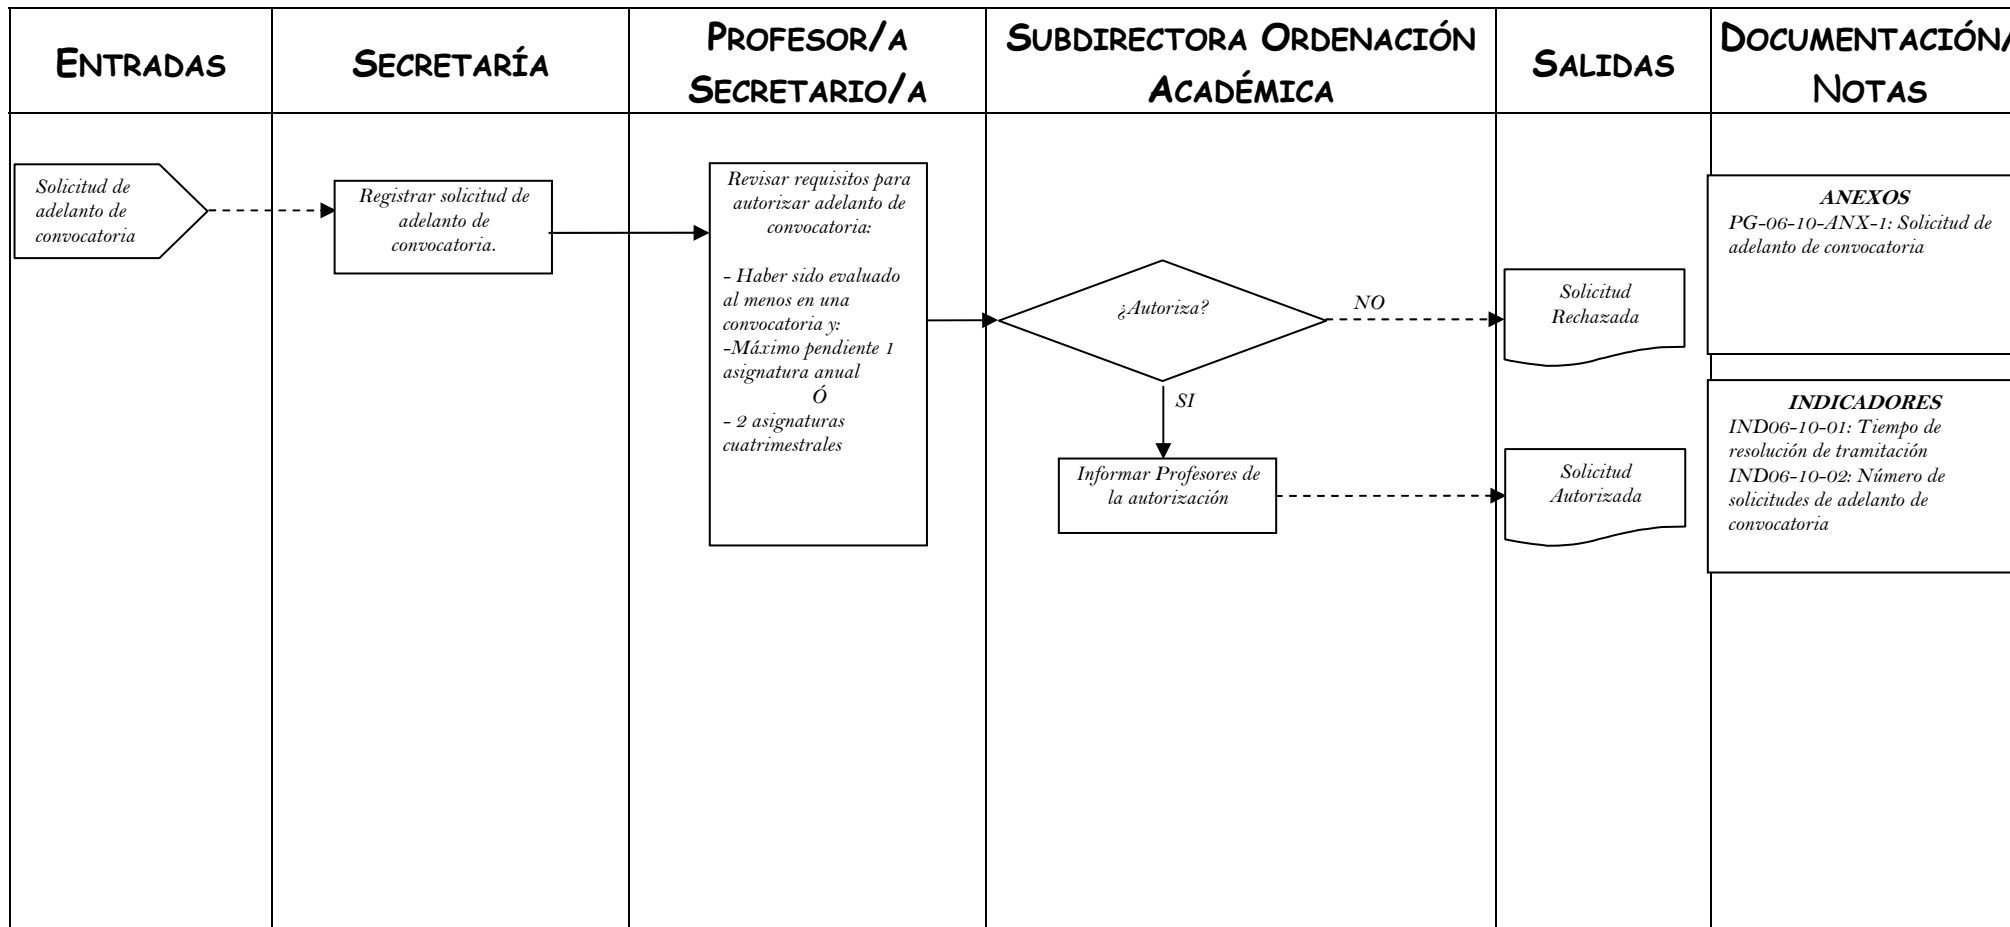 ENTRADAS
SECRETARÍA
PROFESOR/A
SECRETARIO/A
SUBDIRECTORA ORDENACIÓN
ACADÉMICA
SALIDAS
DOCUMENTACIÓN/
NOTAS
Solicitud de
adelanto de
convocatoria
Registrar solicitud de
adelanto de
convocatoria.
Revisar requisitos para
autorizar adelanto de
convocatoria:
- Haber sido evaluado
al menos en una
convocatoria y:
-Máximo pendiente 1
asignatura anual
Ó
- 2 asignaturas
cuatrimestrales
¿Autoriza?
NO
SI
Informar Profesores de
la autorización
Solicitud
Rechazada
Solicitud
Autorizada
ANEXOS
PG-06-10-ANX-1: Solicitud de
adelanto de convocatoria
INDICADORES
IND06-10-01: Tiempo de
resolución de tramitación
IND06-10-02: Número de
solicitudes de adelanto de
convocatoria